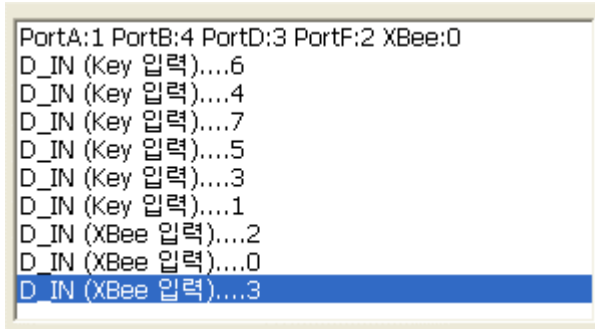 PortA:1 PortB:4 PortD:3 PortF:2 XBee:0
D_IN (Key 입력)....6
D_IN (Key 입력)....4
D_IN (Key 입력)....7
D_IN (Key 입력)....5
D_IN (Key 입력)....3
D_IN (Key 입력)....1
D_IN (XBee 입력)....2
D_IN (XBee 입력)....0
D_IN (XBee 입력)....3